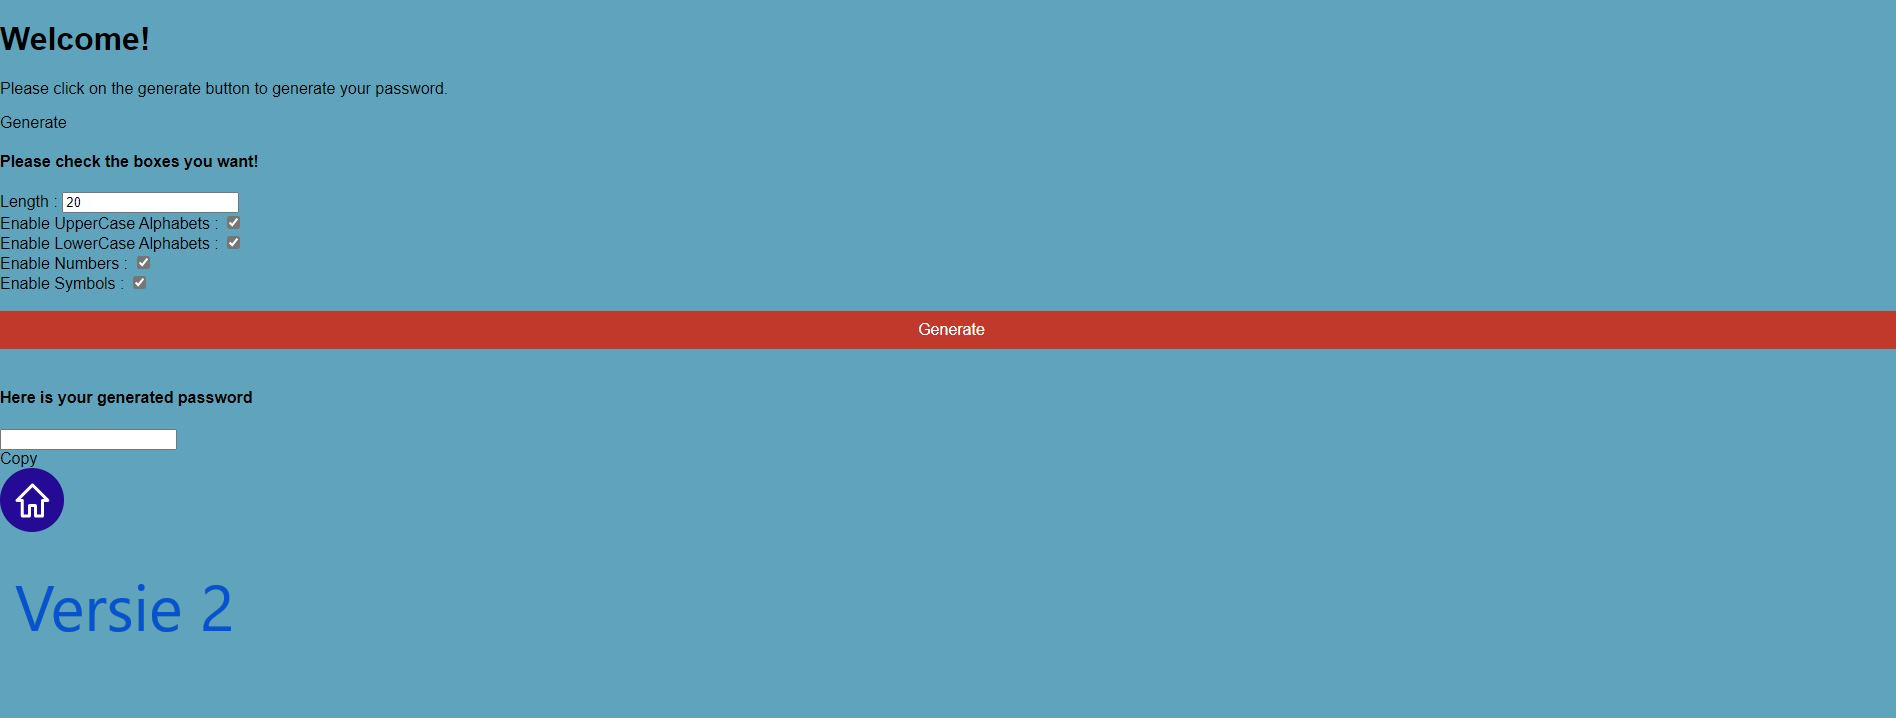 Welcome!
Please click on the generate button to generate your password.
Generate
Please check the boxes you want!
Length : 20
Enable UpperCase Alphabets :
Enable LowerCase Alphabets :
Enable Numbers :
Enable Symbols :
Generate
Here is your generated password
Copy
Versie 2